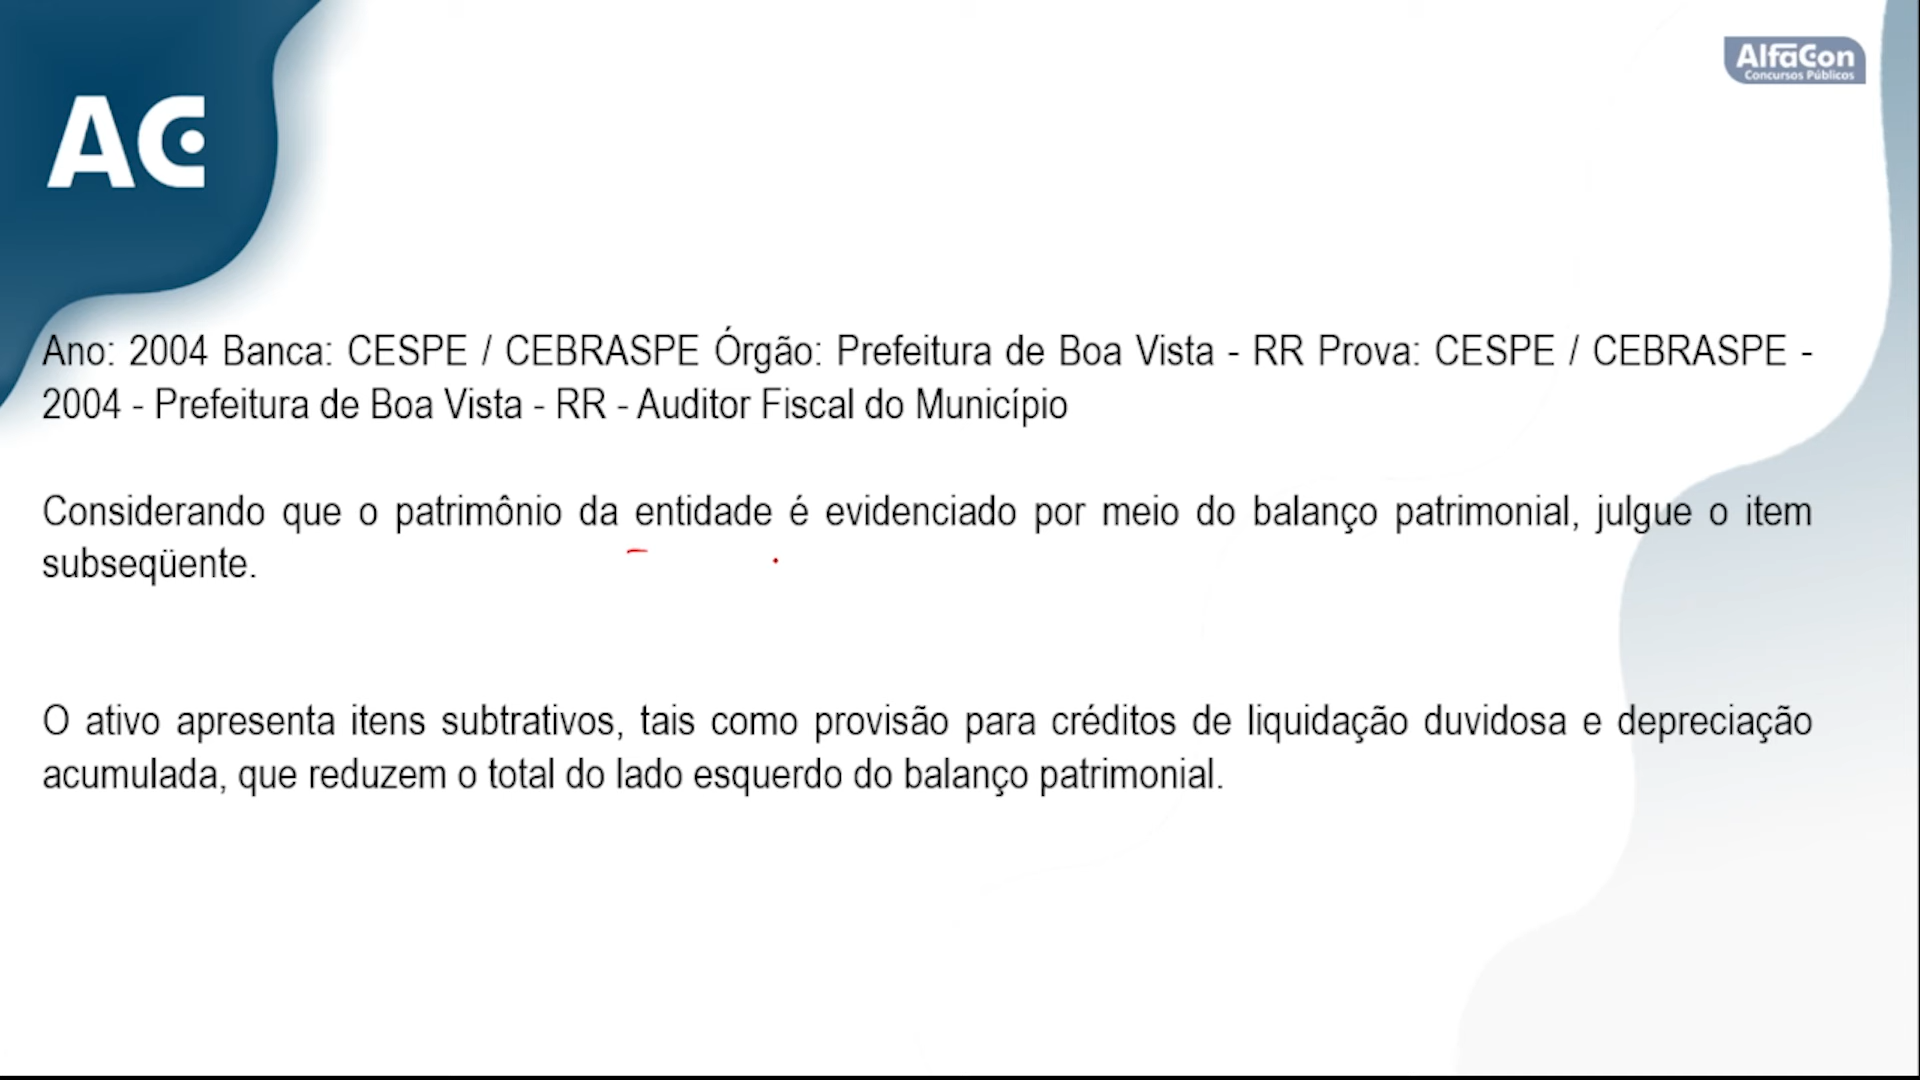 AlfaCon
Concursos Públicos
AC
Ano: 2004 Banca: CESPE / CEBRASPE Órgão: Prefeitura de Boa Vista - RR Prova: CESPE / CEBRASPE -
2004 - Prefeitura de Boa Vista - RR - Auditor Fiscal do Município
Considerando que o patrimônio da entidade é evidenciado por meio do balanço patrimonial, julgue o item
subseqüente.
O ativo apresenta itens subtrativos, tais como provisão para créditos de liquidação duvidosa e depreciação
acumulada, que reduzem o total do lado esquerdo do balanço patrimonial.